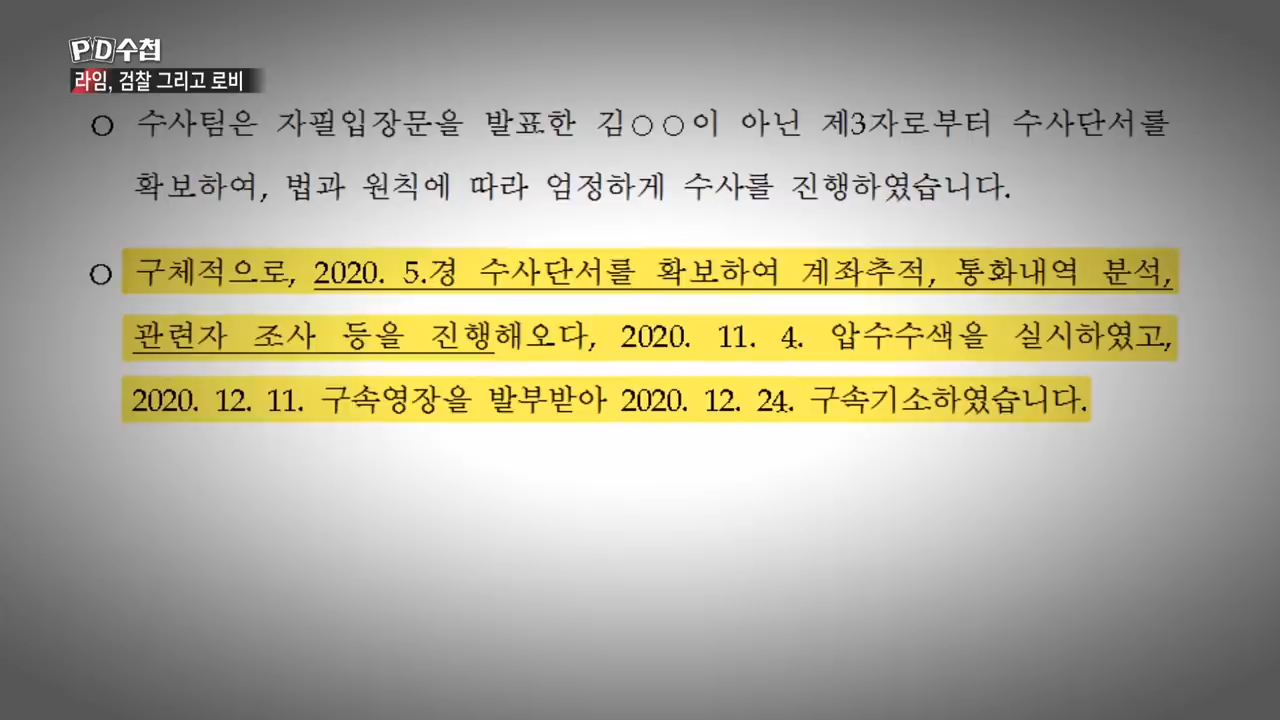 PD수첩
라임, 검찰 그리고 로비
○ 수사팀은 자필입장문을 발표한 김○○이 아닌 제3자로부터 수사단서를
확보하여, 법과 원칙에 따라 엄정하게 수사를 진행하였습니다.
○ 구체적으로, 2020. 5.경 수사단서를 확보하여 계좌추적, 통화내역 분석,
관련자 조사 등을 진행해오다, 2020. 11. 4. 압수수색을 실시하였고,
2020. 12. 11. 구속영장을 발부받아 2020. 12. 24. 구속기소하였습니다.